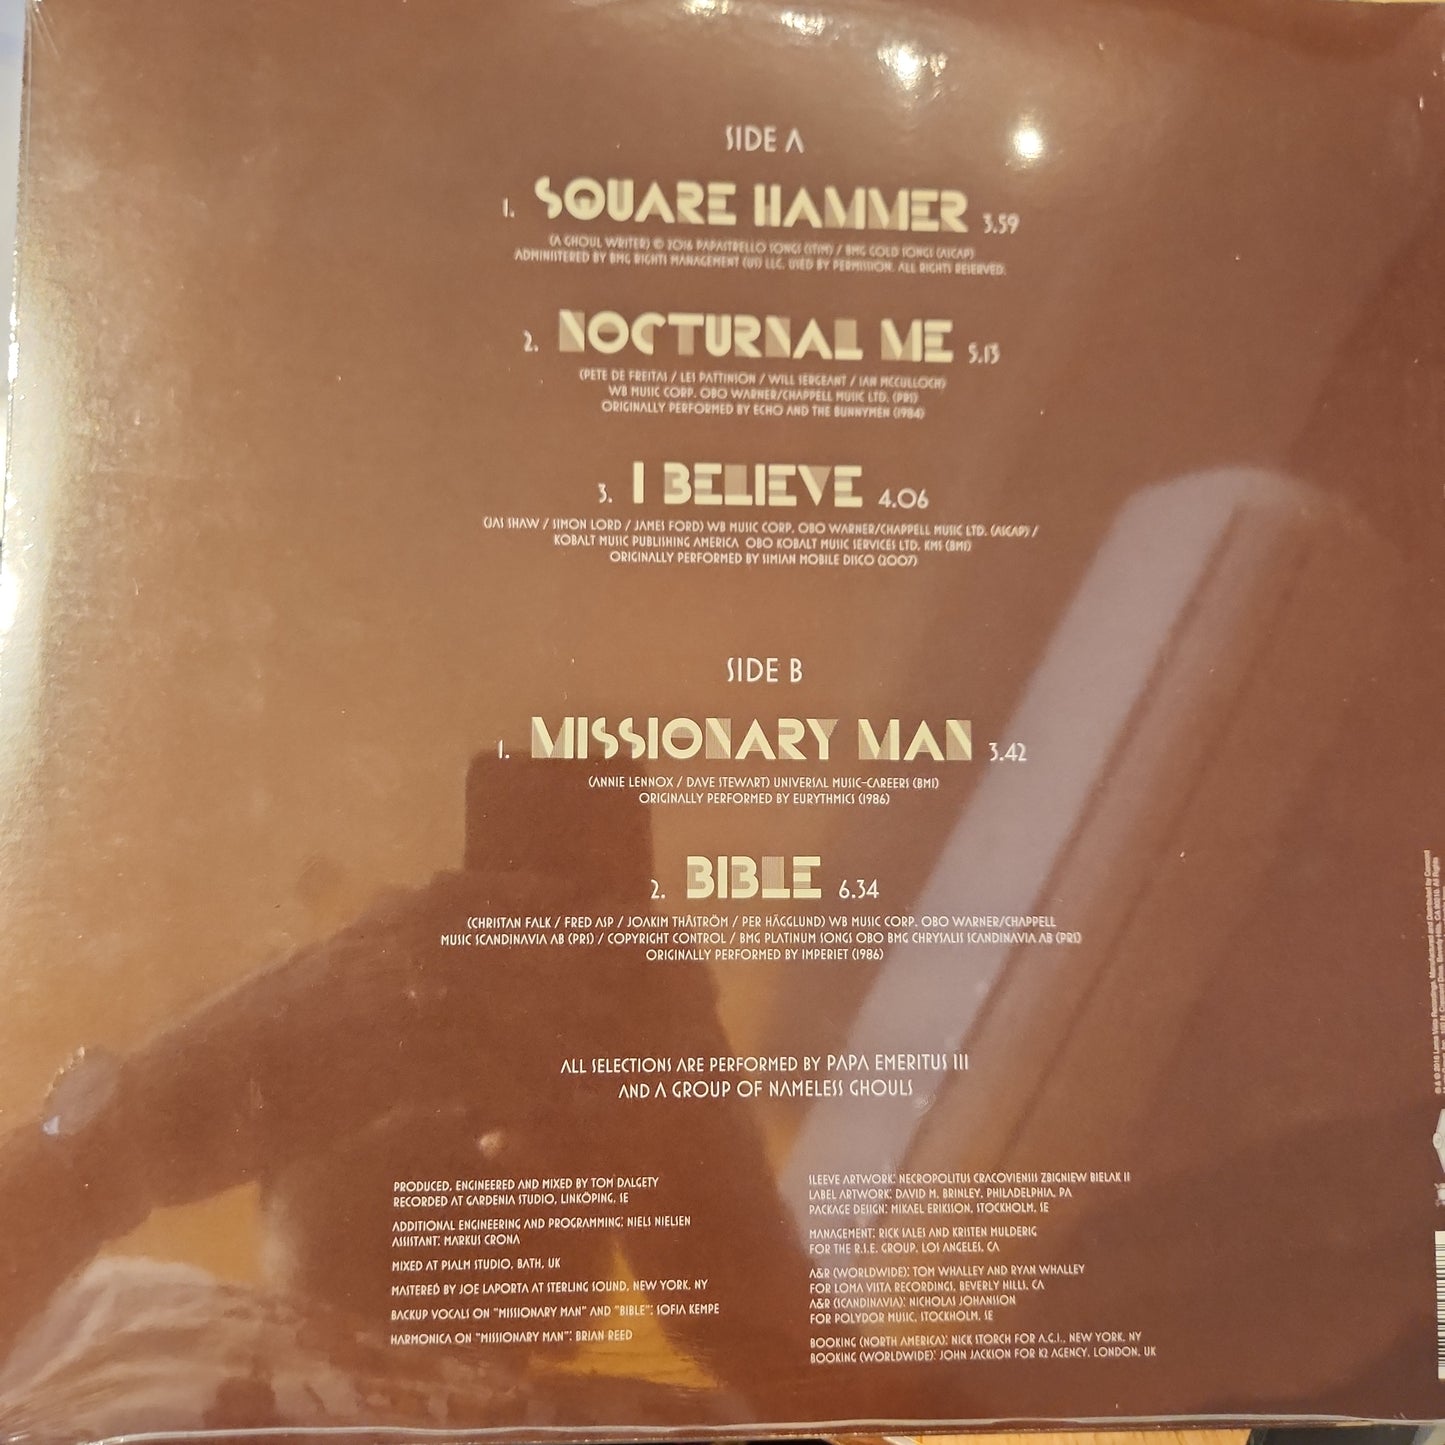 SIDE A
1. SQUARE HAMMER 3.59
(A GHOUL WRITER) © 2016 PAPASTRELLO SONGS (STIM) / BMG GOLD SONGS (ASCAP)
ADMINISTERED BY BMG RIGHTS MANAGEMENT (US) LLC. USED BY PERMISSION. ALL RIGHTS RESERVED.
2. NOCTURNAL ME 5.13
(PETE DE FREITAS / LES PATTINSON / WILL SERGEANT / IAN MCCULLOCH)
WB MUSIC CORP. OBO WARNER/CHAPPELL MUSIC LTD. (PRS)
ORIGINALLY PERFORMED BY ECHO AND THE BUNNYMEN (1984)
3. I BELIEVE 4.06
(JAS SHAW / SIMON LORD / JAMES FORD) WB MUSIC CORP. OBO WARNER/CHAPPELL MUSIC LTD. (ASCAP) /
KOBALT MUSIC PUBLISHING AMERICA OBO KOBALT MUSIC SERVICES LTD. KMS (BMI)
ORIGINALLY PERFORMED BY SIMIAN MOBILE DISCO (2007)
SIDE B
1. MISSIONARY MAN 3.42
(ANNIE LENNOX / DAVE STEWART) UNIVERSAL MUSIC-CAREERS (BMI)
ORIGINALLY PERFORMED BY EURYTHMICS (1986)
2. BIBLE 6.34
(CHRISTAN FALK / FRED ASP / JOAKIM THÅSTRÖM / PER HÄGGLUND) WB MUSIC CORP. OBO WARNER/CHAPPELL
MUSIC SCANDINAVIA AB (PRS) / COPYRIGHT CONTROL / BMG PLATINUM SONGS OBO BMG CHRYSALIS SCANDINAVIA AB (PRS)
ORIGINALLY PERFORMED BY IMPERIET (1986)
ALL SELECTIONS ARE PERFORMED BY PAPA EMERITUS III
AND A GROUP OF NAMELESS GHOULS
PRODUCED, ENGINEERED AND MIXED BY TOM DALGETY
RECORDED AT GARDENIA STUDIO, LINKÖPING, SE
ADDITIONAL ENGINEERING AND PROGRAMMING: NIELS NIELSEN
ASSISTANT: MARKUS CRONA
MIXED AT PSALM STUDIO, BATH, UK
MASTERED BY JOE LAPORTA AT STERLING SOUND, NEW YORK, NY
BACKUP VOCALS ON "MISSIONARY MAN" AND "BIBLE": SOFIA KEMPE
HARMONICA ON "MISSIONARY MAN": BRIAN REED
SLEEVE ARTWORK: NECROPOLITUS CRACOVIENSIS ZBIGNIEW BIELAK II
LABEL ARTWORK: DAVID M. BRINLEY, PHILADELPHIA, PA
PACKAGE DESIGN: MIKAEL ERIKSSON, STOCKHOLM, SE
MANAGEMENT: RICK SALES AND KRISTEN MULDERIG
FOR THE R.S.E. GROUP, LOS ANGELES, CA
A&R (WORLDWIDE): TOM WHALLEY AND RYAN WHALLEY
FOR LOMA VISTA RECORDINGS, BEVERLY HILLS, CA
A&R (SCANDINAVIA): NICHOLAS JOHANSSON
FOR POLYDOR MUSIC, STOCKHOLM, SE
BOOKING (NORTH AMERICA): NICK STORCH FOR A.G.I., NEW YORK, NY
BOOKING (WORLDWIDE): JOHN JACKSON FOR K2 AGENCY, LONDON, UK
℗ & © 2016 Loma Vista Recordings. Manufactured and Distributed by Concord